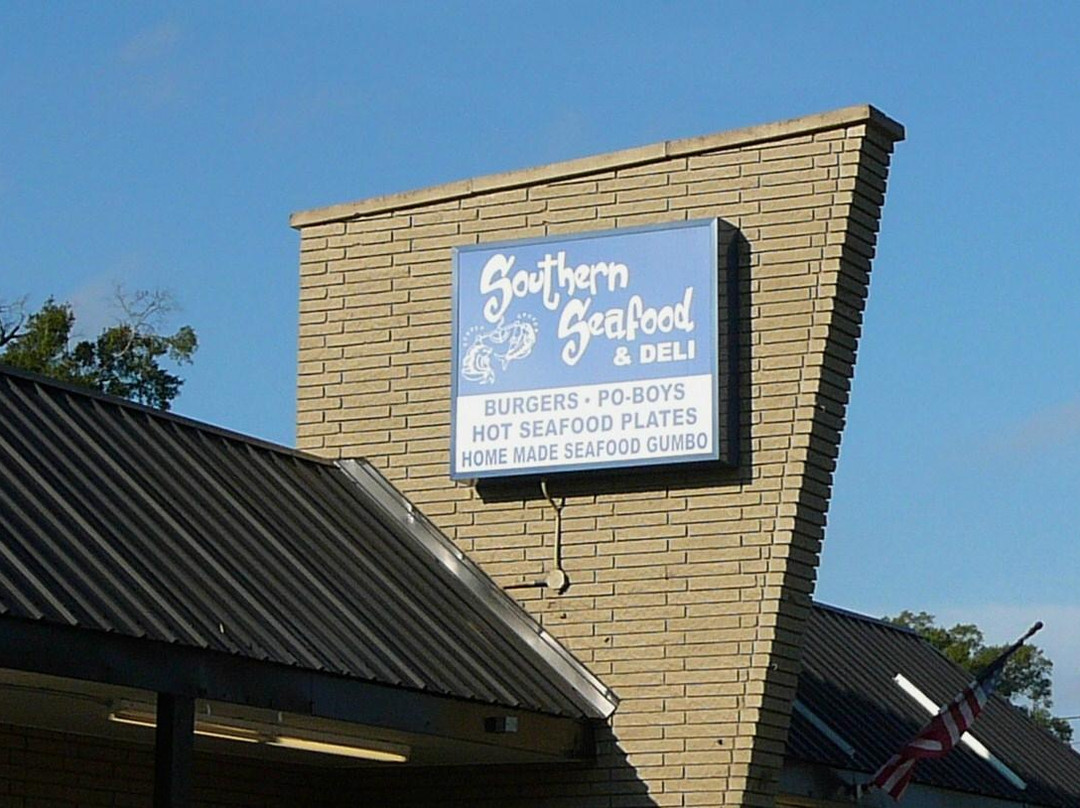 Southern
Seafood
& DELI
BURGERS • PO-BOYS
HOT SEAFOOD PLATES
HOME MADE SEAFOOD GUMBO